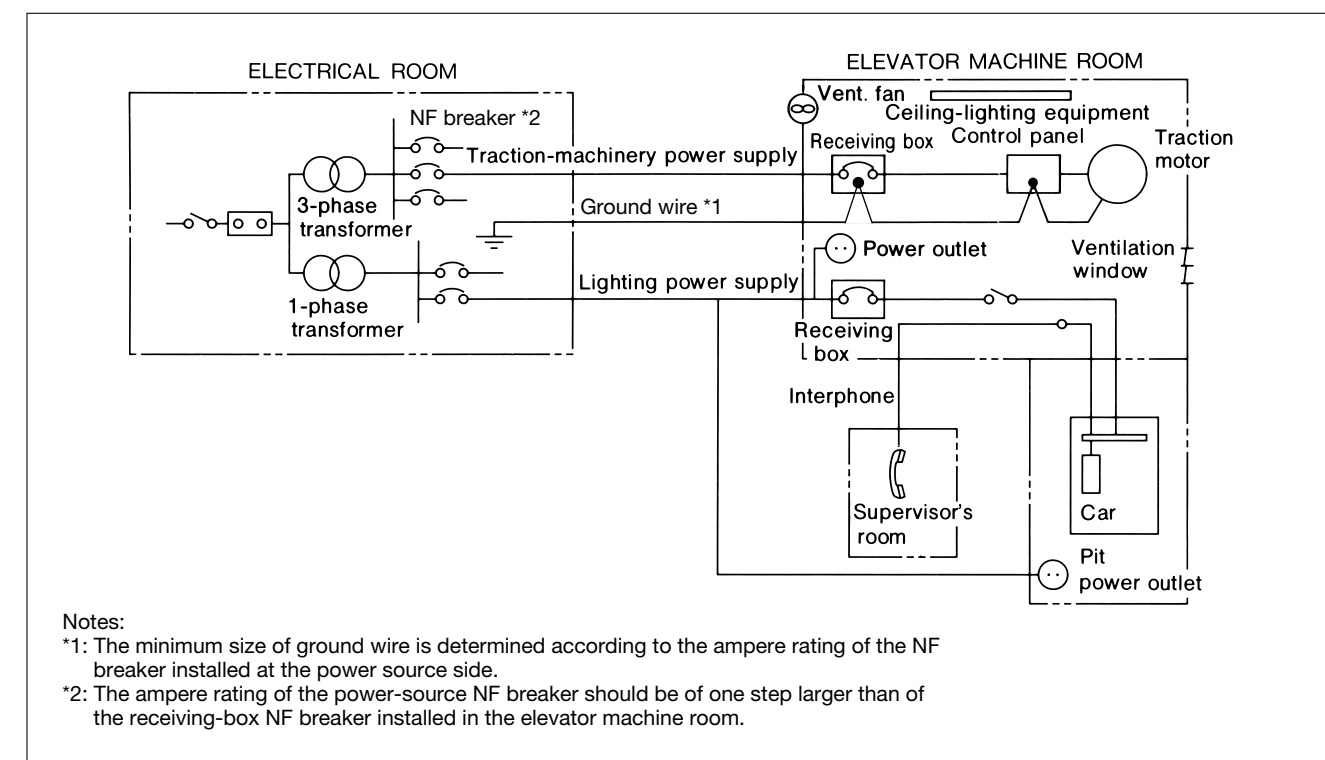 ELECTRICAL ROOM
ELEVATOR MACHINE ROOM
NF breaker *2
Vent. fan
Ceiling-lighting equipment
Receiving box
Control panel
Traction
motor
Traction-machinery power supply
3-phase
transformer
Ground wire *1
Power outlet
Ventilation
window
Lighting power supply
1-phase
transformer
Receiving
box
Interphone
Supervisor's
room
Car
Pit
power outlet
Notes:
*1: The minimum size of ground wire is determined according to the ampere rating of the NF
breaker installed at the power source side.
*2: The ampere rating of the power-source NF breaker should be of one step larger than of
the receiving-box NF breaker installed in the elevator machine room.